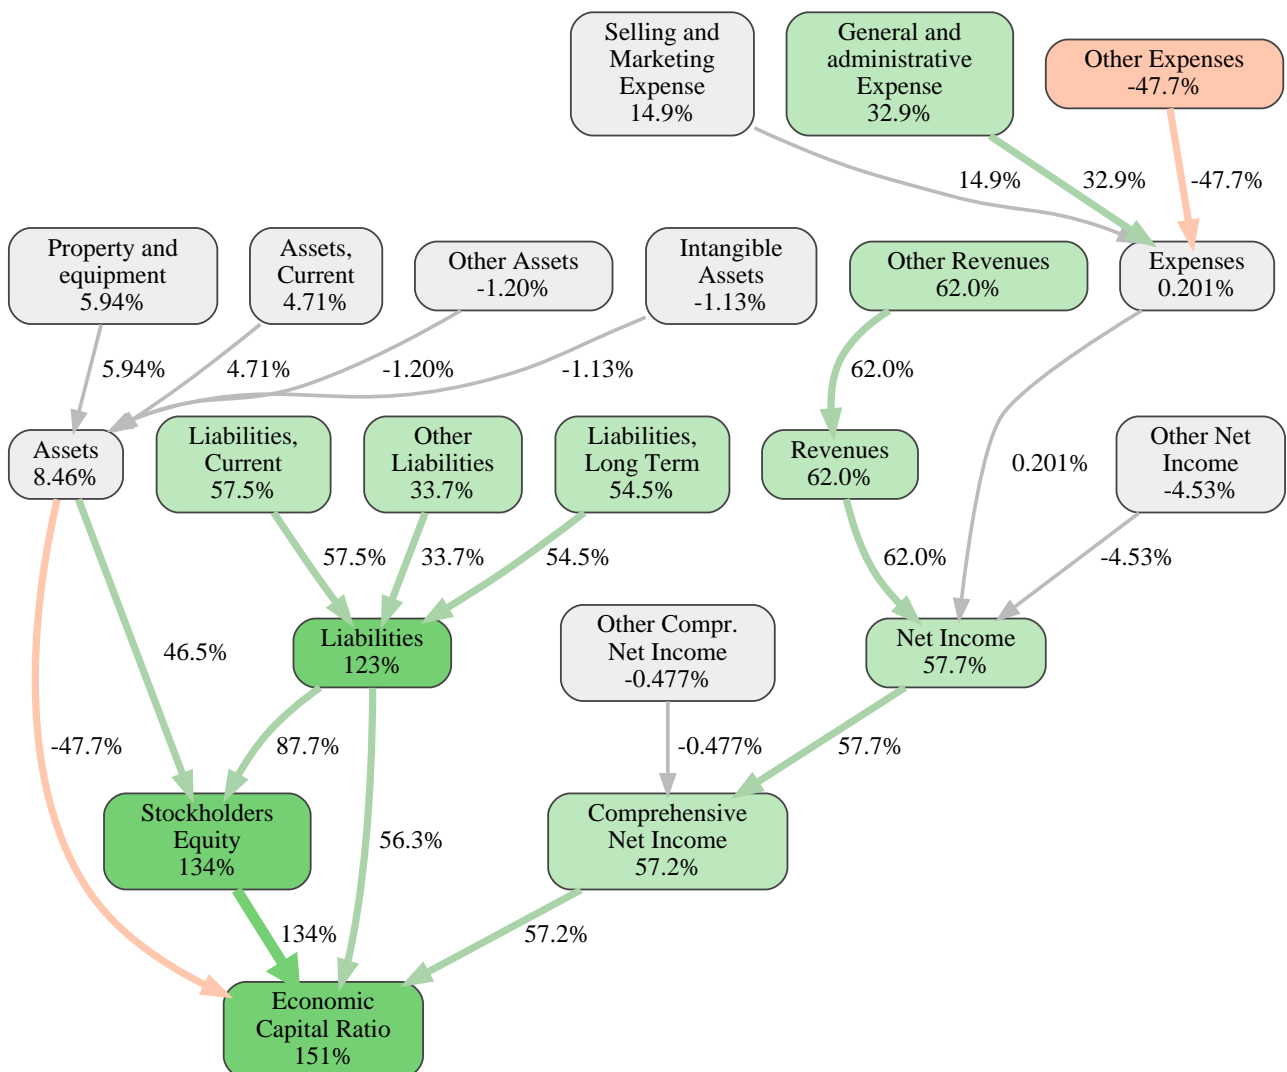 Selling and
Marketing
Expense
14.9%
General and
administrative
Expense
32.9%
Other Expenses
-47.7%
14.9%
32.9%
-47.7%
Property and
equipment
5.94%
Assets,
Current
4.71%
Other Assets
-1.20%
Intangible
Assets
-1.13%
Other Revenues
62.0%
Expenses
0.201%
5.94%
4.71%
-1.20%
-1.13%
62.0%
Assets
8.46%
Liabilities,
Current
57.5%
Other
Liabilities
33.7%
Liabilities,
Long Term
54.5%
Revenues
62.0%
0.201%
Other Net
Income
-4.53%
57.5%
33.7%
54.5%
62.0%
-4.53%
46.5%
Liabilities
123%
Other Compr.
Net Income
-0.477%
Net Income
57.7%
-47.7%
87.7%
-0.477%
57.7%
Stockholders
Equity
134%
56.3%
Comprehensive
Net Income
57.2%
134%
57.2%
Economic
Capital Ratio
151%